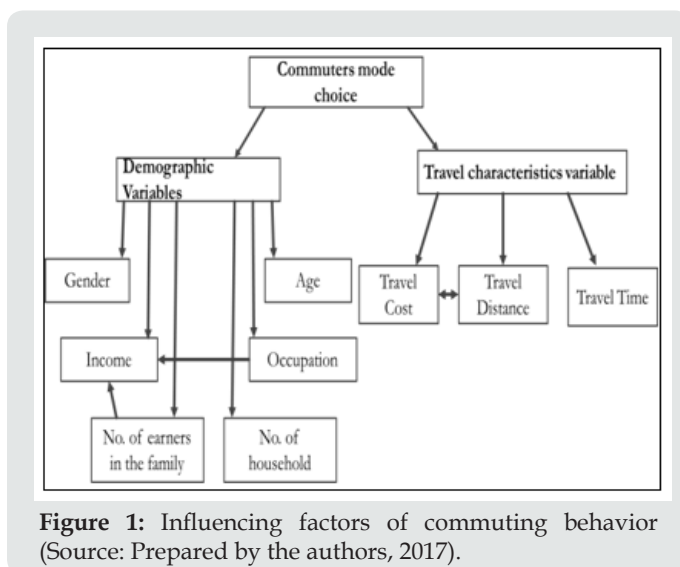 Commuters mode
choice
Demographic
Variables
Travel characteristics variable
Gender
Age
Travel
Cost
Travel
Distance
Travel Time
Income
Occupation
No. of earners
in the family
No. of
household
Figure 1: Influencing factors of commuting behavior
(Source: Prepared by the authors, 2017).